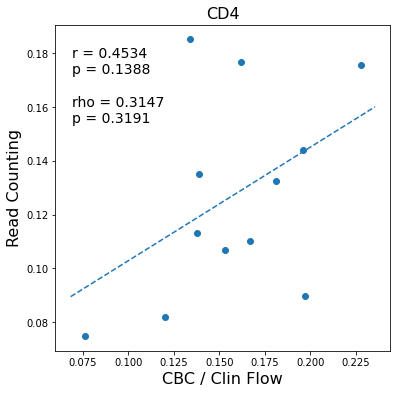 CD4
r = 0.4534
p = 0.1388
rho = 0.3147
p = 0.3191
Read Counting
0.18
0.16
0.14
0.12
0.10
0.08
0.075 0.100 0.125 0.150 0.175 0.200 0.225
CBC / Clin Flow